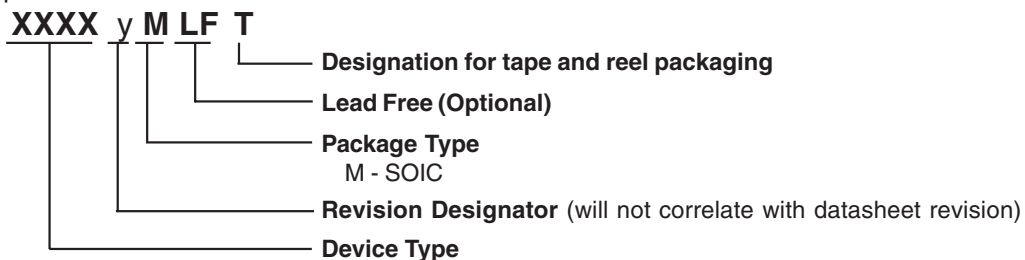 XXXX y M LF T
Designation for tape and reel packaging
Lead Free (Optional)
Package Type
M - SOIC
Revision Designator (will not correlate with datasheet revision)
Device Type